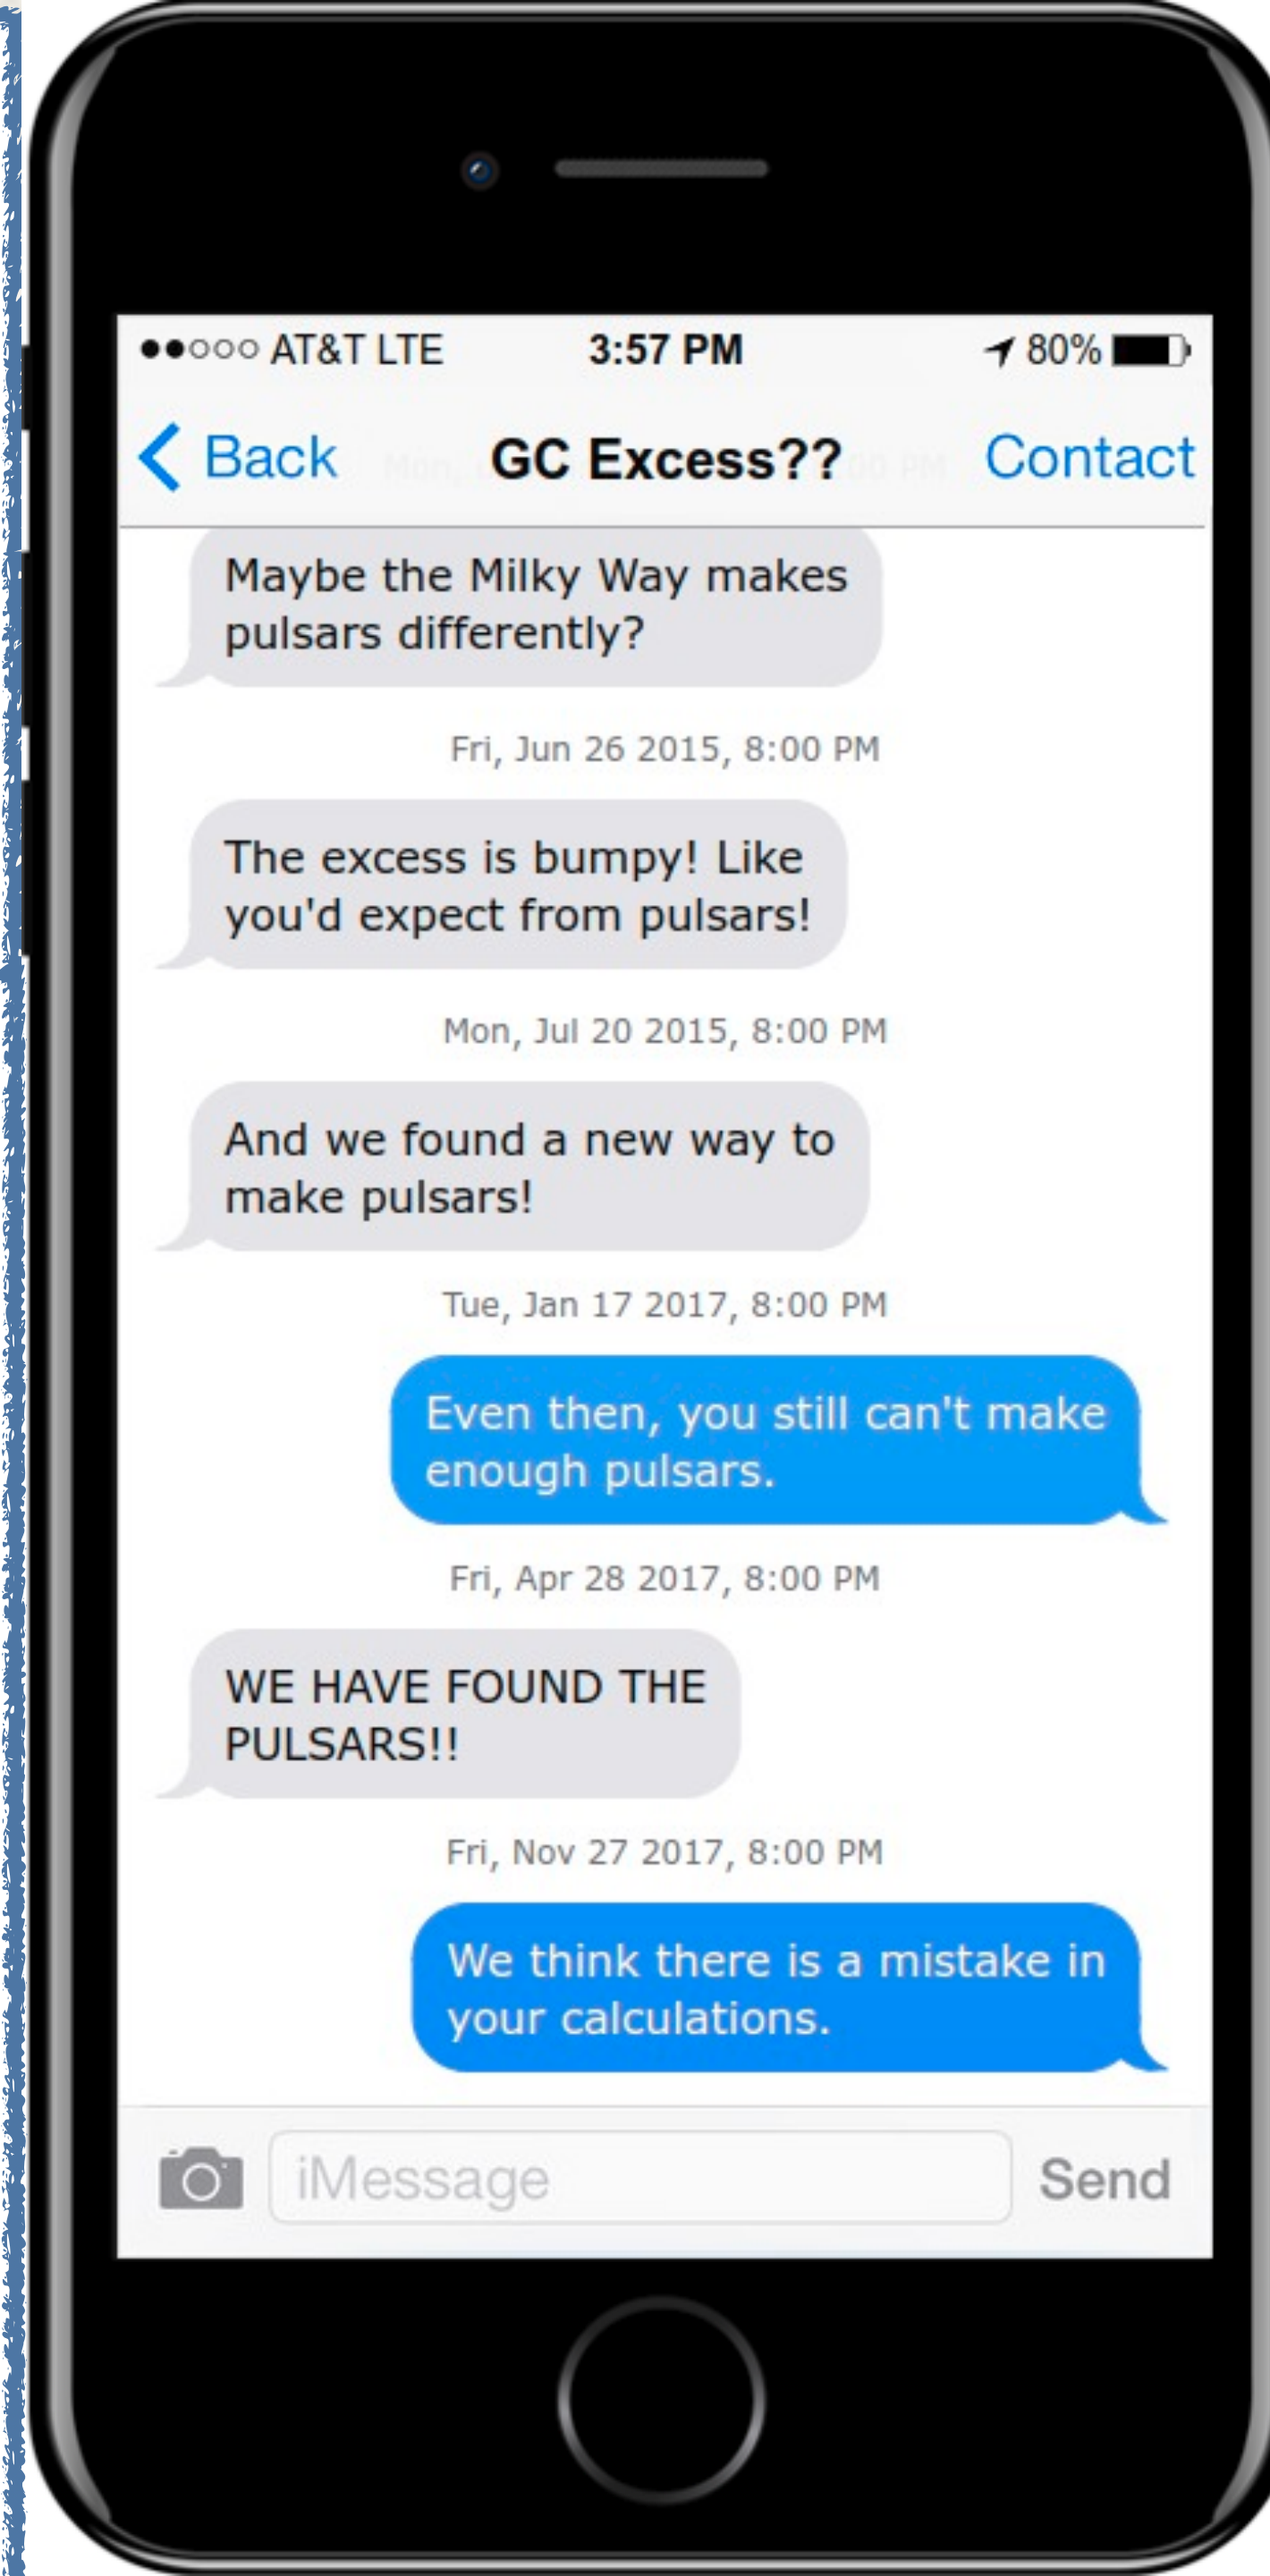 AT&T LTE 3:57 PM 80%
Back GC Excess?? Contact
Maybe the Milky Way makes
pulsars differently?
Fri, Jun 26 2015, 8:00 PM
The excess is bumpy! Like
you'd expect from pulsars!
Mon, Jul 20 2015, 8:00 PM
And we found a new way to
make pulsars!
Tue, Jan 17 2017, 8:00 PM
Even then, you still can't make
enough pulsars.
Fri, Apr 28 2017, 8:00 PM
WE HAVE FOUND THE
PULSARS!!
Fri, Nov 27 2017, 8:00 PM
We think there is a mistake in
your calculations.
iMessage Send